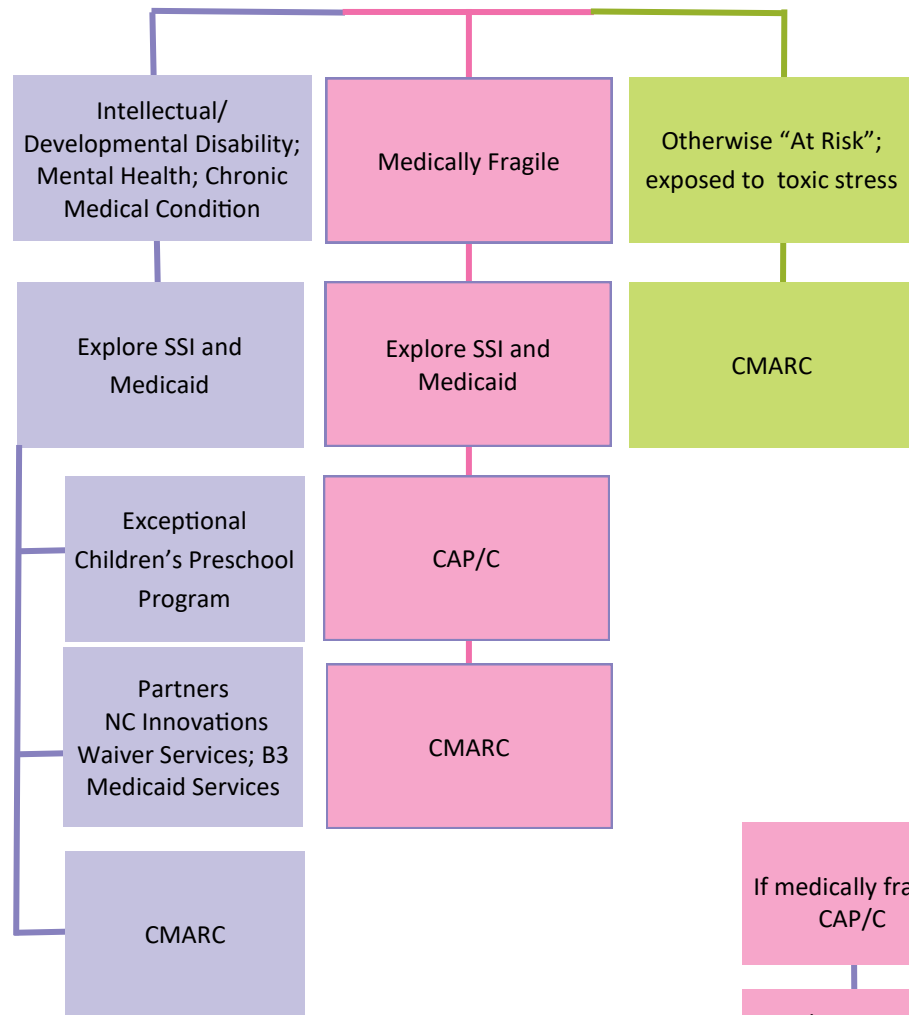 Intellectual/
Developmental Disability;
Mental Health; Chronic
Medical Condition
Medically Fragile
Otherwise “At Risk”;
exposed to toxic stress
Explore SSI and
Medicaid
Explore SSI and
Medicaid
CMARC
Exceptional
Children’s Preschool
Program
CAP/C
Partners
NC Innovations
Waiver Services; B3
Medicaid Services
CMARC
CMARC
If medically
CAP/C